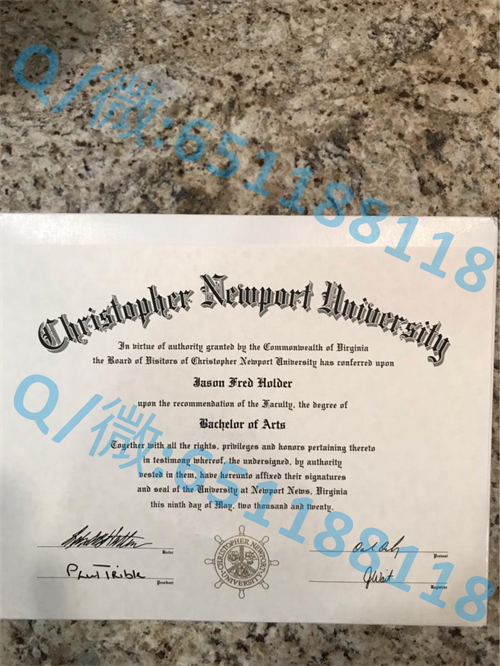 Q/微:651188118
Christopher Newport University
In virtue of authority granted by the Commonwealth of Virginia
the Board of Visitors of Christopher Newport University has conferred upon
Jason Fred Holder
upon the recommendation of the Faculty, the degree of
Bachelor of Arts
Together with all the rights, privileges and honors pertaining thereto
in testimony whereof, the undersigned, by authority
vested in them, have hereunto affixed their signatures
and seal of the University at Newport News, Virginia
this ninth day of May, two thousand and twenty.
Q/微:651188118
Rector
CHRISTOPHER NEWPORT
UNIVERSITY
Paul Trible
President
JWait
Registrar